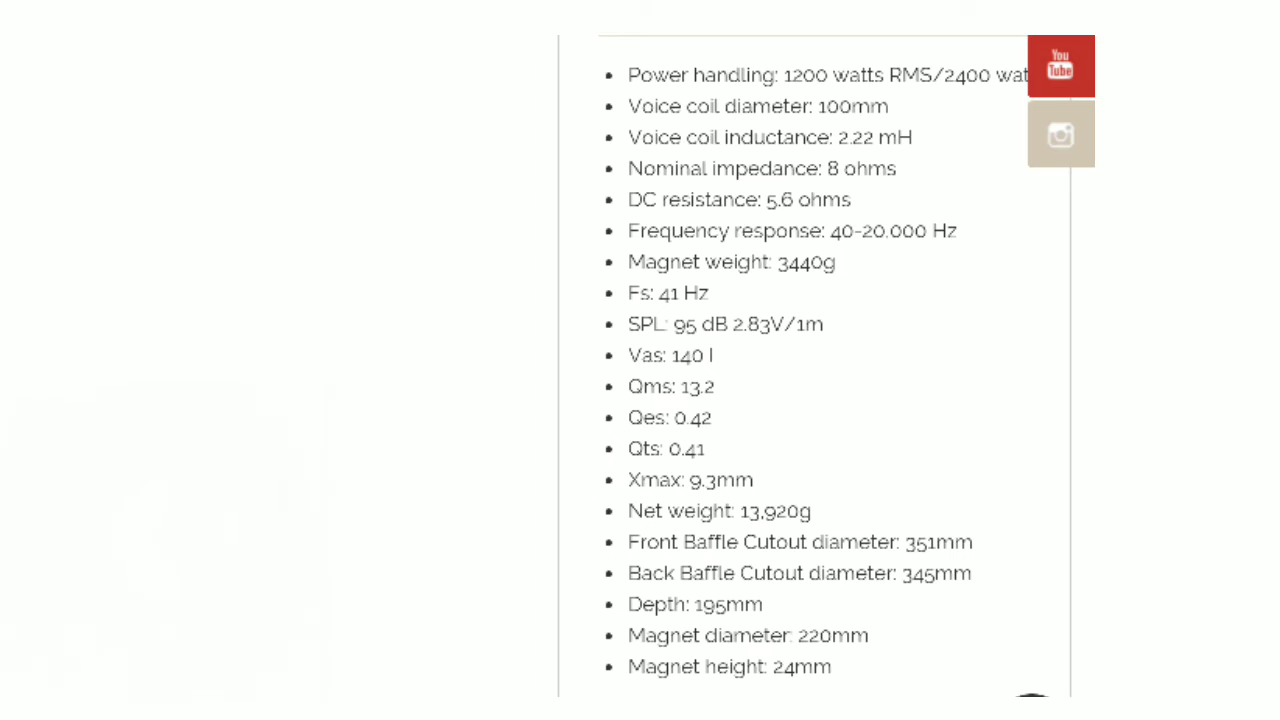 Power handling: 1200 watts RMS/2400 wat
Voice coil diameter: 100mm
Voice coil inductance: 2.22 mH
Nominal impedance: 8 ohms
DC resistance: 5.6 ohms
Frequency response: 40-20.000 Hz
Magnet weight: 3440g
Fs: 41 Hz
SPL: 95 dB 2.83V/1m
Vas: 140 l
Qms: 13.2
Qes: 0.42
Qts: 0.41
Xmax: 9.3mm
Net weight: 13,920g
Front Baffle Cutout diameter: 351mm
Back Baffle Cutout diameter: 345mm
Depth: 195mm
Magnet diameter: 220mm
Magnet height: 24mm
You
Tube